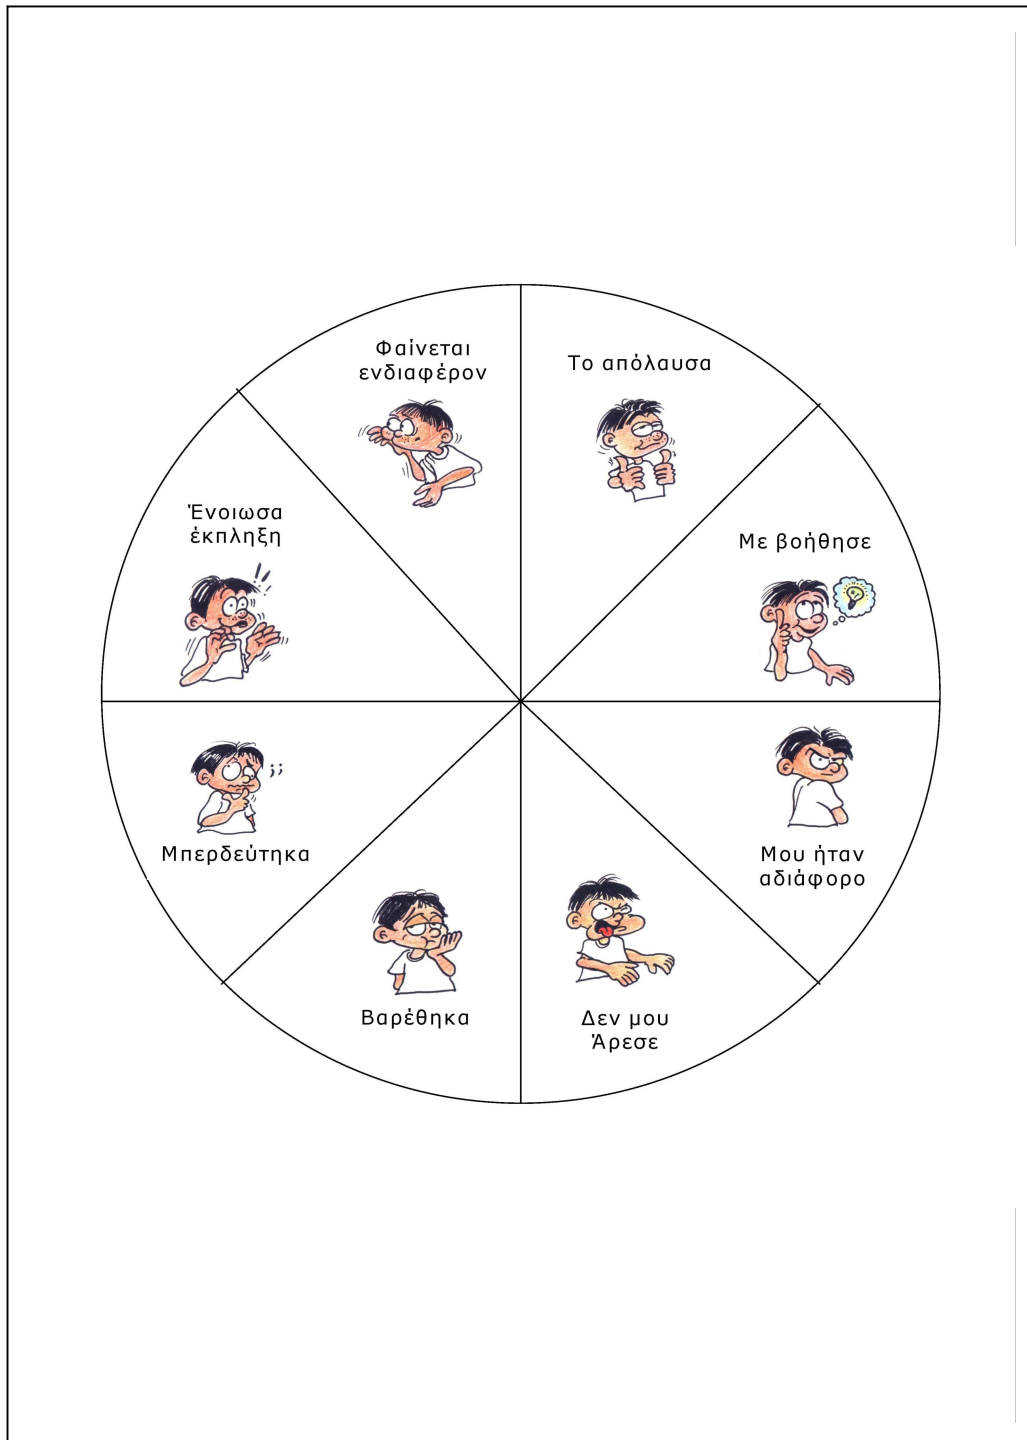 Φαίνεται
ενδιαφέρον
Το απόλαυσα
Ένοιωσα
έκπληξη
Με βοήθησε
;;
Μπερδεύτηκα
Μου ήταν
αδιάφορο
Βαρέθηκα
Δεν μου
Άρεσε